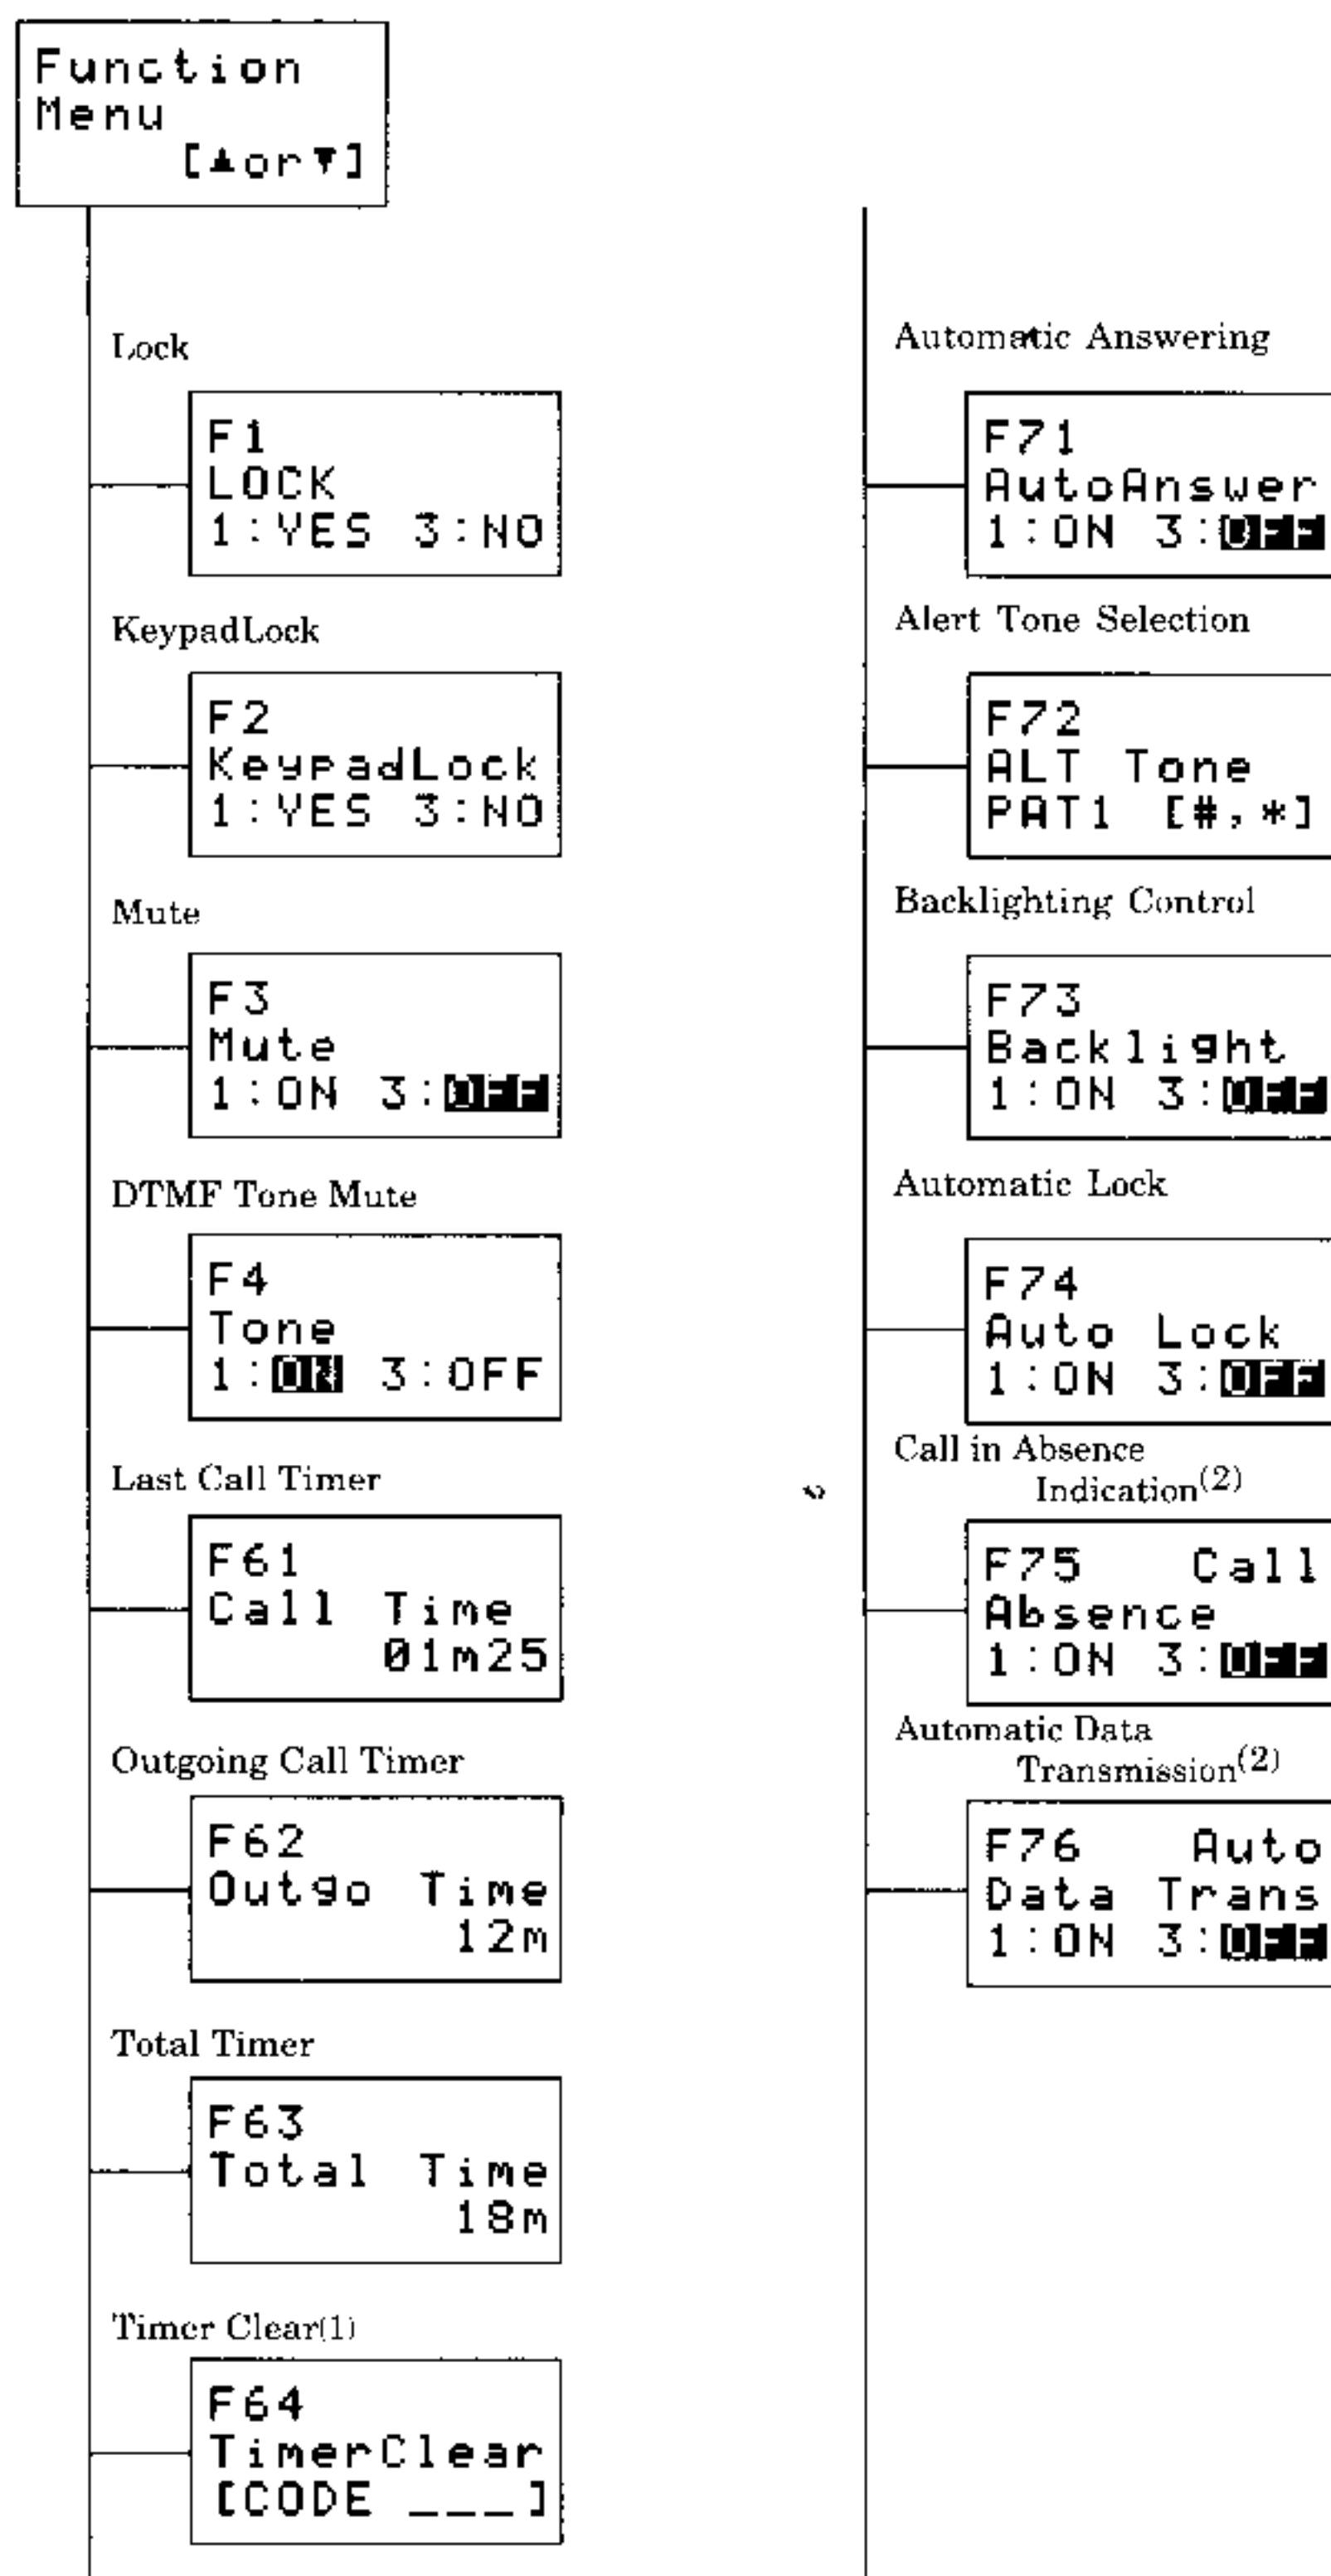 Function
Menu
[▲or▼]
Lock
F1
LOCK
1:YES 3:NO
KeypadLock
F2
KeypadLock
1:YES 3:NO
Mute
F3
Mute
1:ON 3:OFF
DTMF Tone Mute
F4
Tone
1:ON 3:OFF
Last Call Timer
F61
Call Time
01m25
Outgoing Call Timer
F62
Outgo Time
12m
Total Timer
F63
Total Time
18m
Timer Clear(1)
F64
TimerClear
[CODE ___]
Automatic Answering
F71
AutoAnswer
1:ON 3:OFF
Alert Tone Selection
F72
ALT Tone
PAT1 [#,*]
Backlighting Control
F73
Backlight
1:ON 3:OFF
Automatic Lock
F74
Auto Lock
1:ON 3:OFF
Call in Absence
Indication(2)
F75 Call
Absence
1:ON 3:OFF
Automatic Data
Transmission(2)
F76 Auto
Data Trans
1:ON 3:OFF